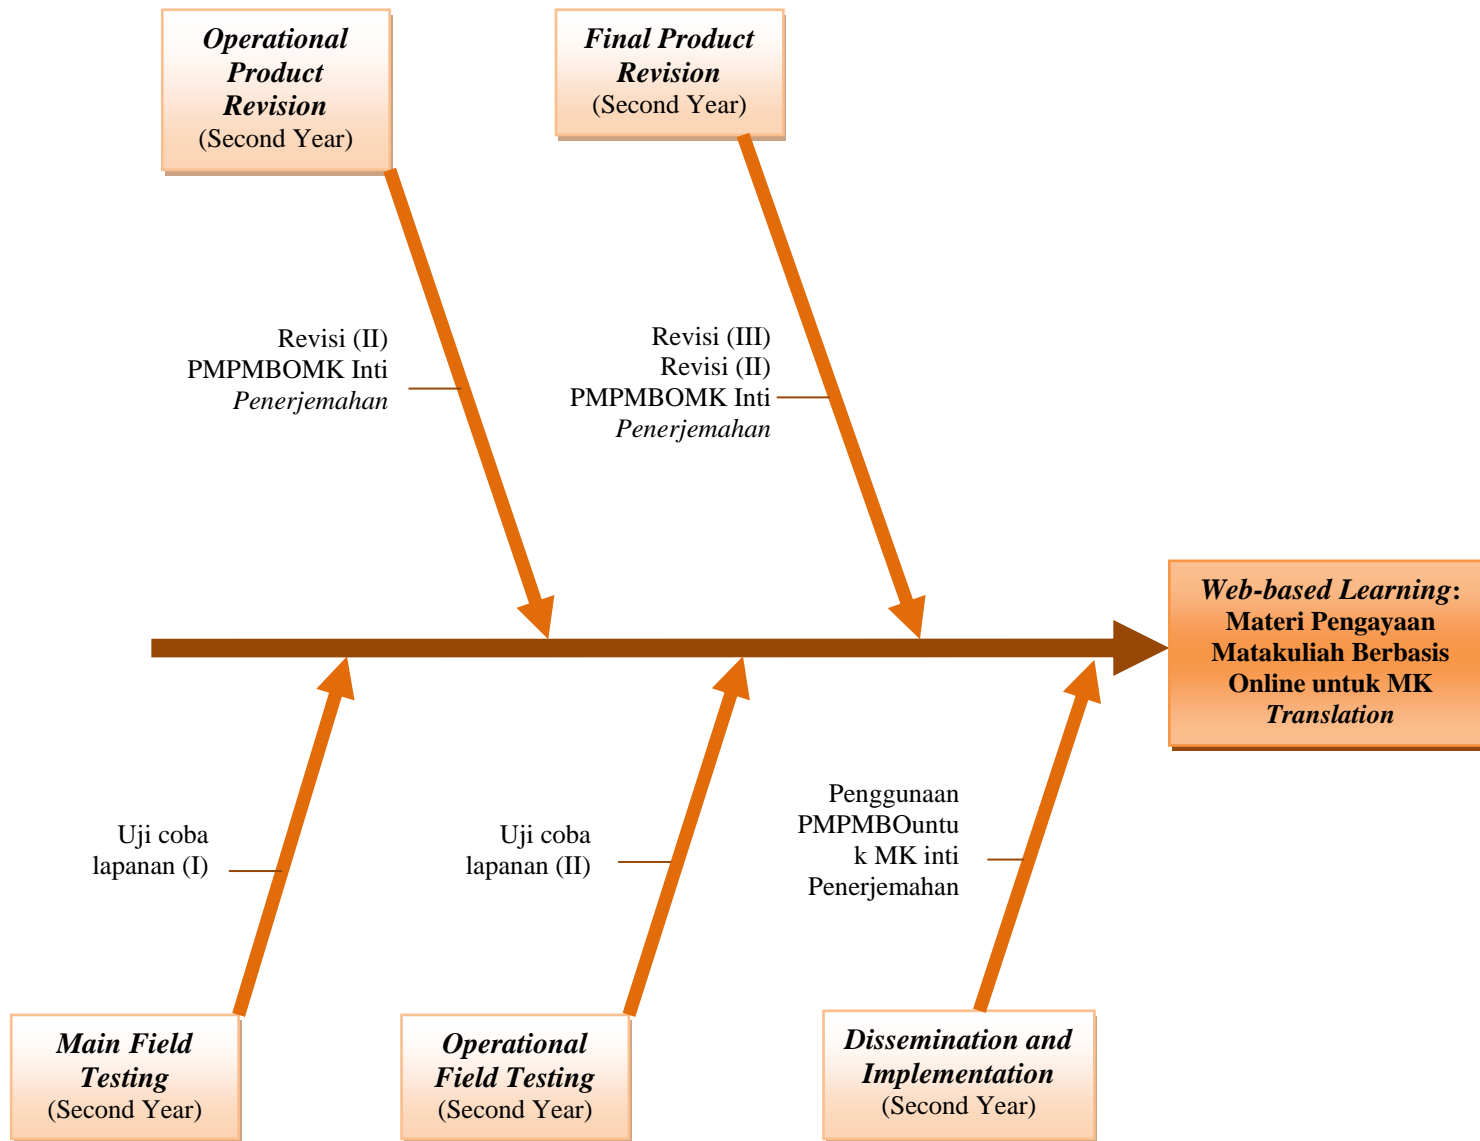 Operational
Product
Revision
(Second Year)
Final Product
Revision
(Second Year)
Revisi (II)
PMPMBOMK Inti
Penerjemahan
Revisi (III)
Revisi (II)
PMPMBOMK Inti
Penerjemahan
Web-based Learning:
Materi Pengayaan
Matakuliah Berbasis
Online untuk MK
Translation
Uji coba
lapanan (I)
Uji coba
lapanan (II)
Penggunaan
PMPMBOuntu
k MK inti
Penerjemahan
Main Field
Testing
(Second Year)
Operational
Field Testing
(Second Year)
Dissemination and
Implementation
(Second Year)